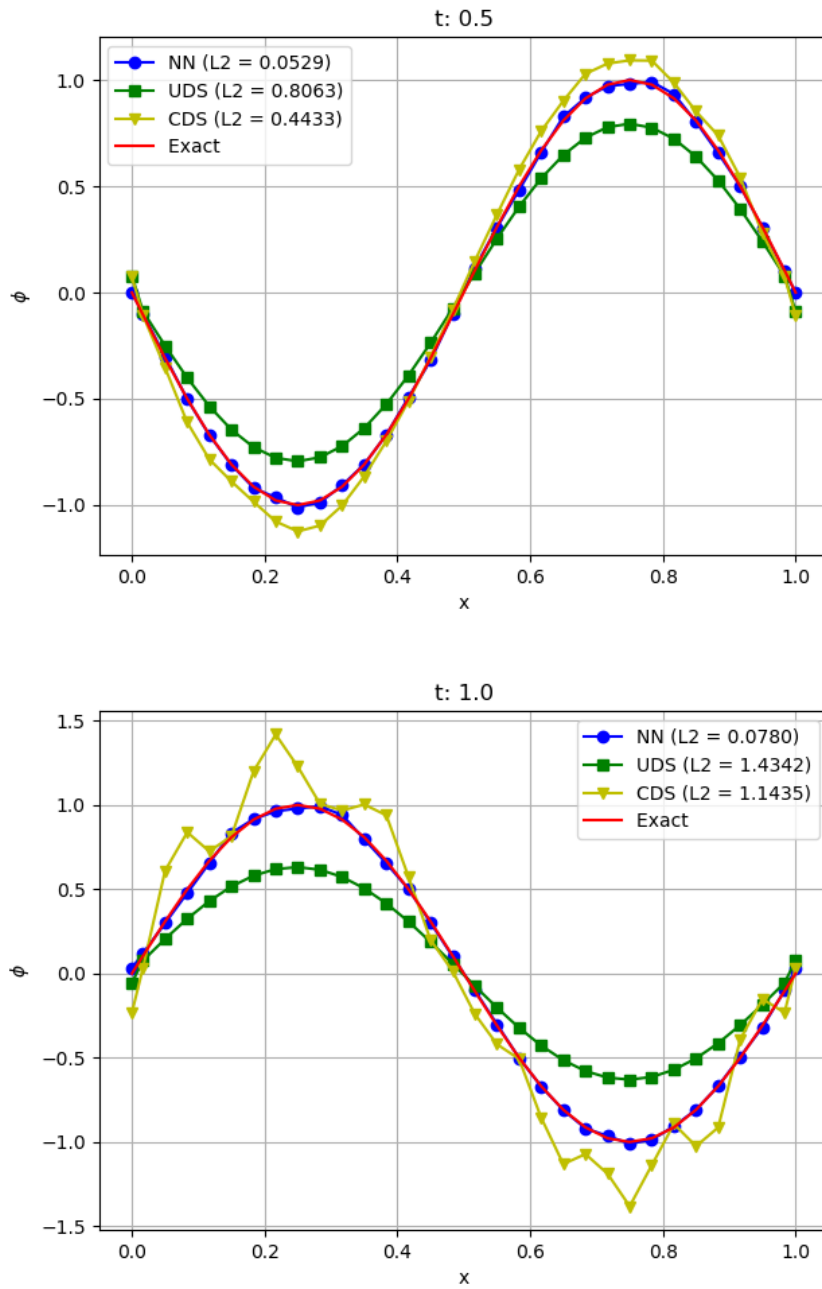 t: 0.5
NN (L2 = 0.0529)
UDS (L2 = 0.8063)
CDS (L2 = 0.4433)
Exact
1.0
0.5
0.0
−0.5
−1.0
ϕ
0.0 0.2 0.4 0.6 0.8 1.0
x
t: 1.0
NN (L2 = 0.0780)
UDS (L2 = 1.4342)
CDS (L2 = 1.1435)
Exact
1.5
1.0
0.5
0.0
−0.5
−1.0
−1.5
ϕ
0.0 0.2 0.4 0.6 0.8 1.0
x